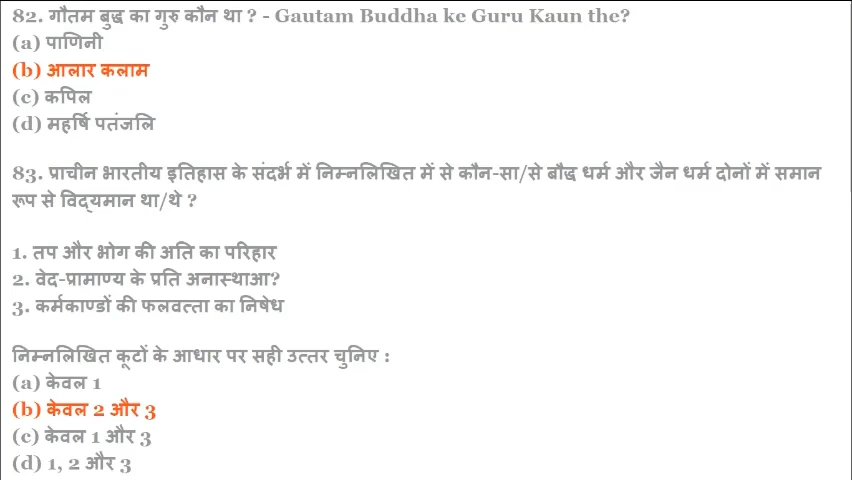 82. गौतम बुद्ध का गुरु कौन था ? - Gautam Buddha ke Guru Kaun the?
(a) पाणिनी
(b) आलार कलाम
(c) कपिल
(d) महर्षि पतंजलि
83. प्राचीन भारतीय इतिहास के संदर्भ में निम्नलिखित में से कौन-सा/से बौद्ध धर्म और जैन धर्म दोनों में समान
रूप से विद्यमान था/थे ?
1. तप और भोग की अति का परिहार
2. वेद-प्रामाण्य के प्रति अनास्थाआ?
3. कर्मकाण्डों की फलवत्ता का निषेध
निम्नलिखित कूटों के आधार पर सही उत्तर चुनिए :
(a) केवल 1
(b) केवल 2 और 3
(c) केवल 1 और 3
(d) 1, 2 और 3